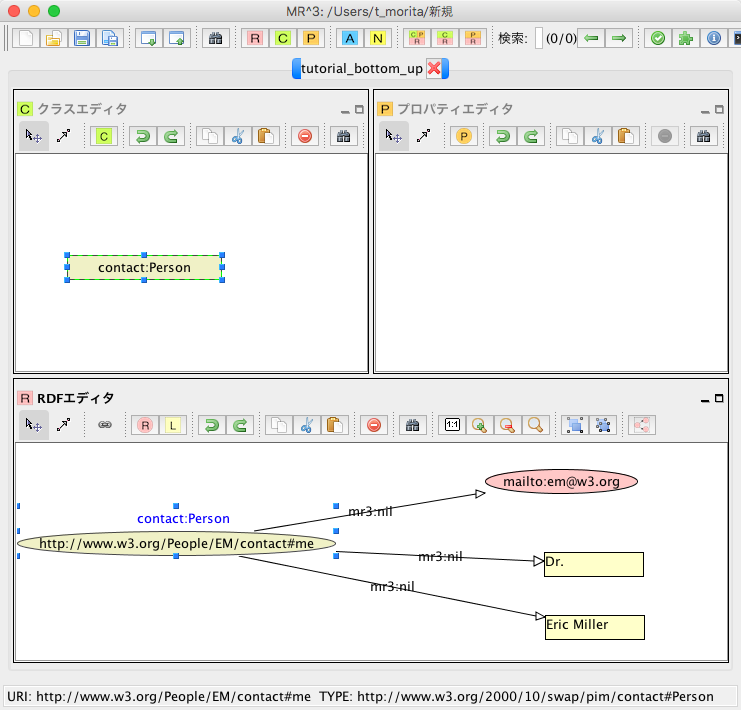 MR^3: /Users/t_morita/新規
R C P A N C P R C R P R 検索: (0/0)
tutorial_bottom_up
C クラスエディタ
P プロパティエディタ
C
P
contact:Person
R RDFエディタ
R L 1:1
mailto:em@w3.org
mr3:nil
contact:Person
http://www.w3.org/People/EM/contact#me
mr3:nil
Dr.
mr3:nil
Eric Miller
URI: http://www.w3.org/People/EM/contact#me TYPE: http://www.w3.org/2000/10/swap/pim/contact#Person